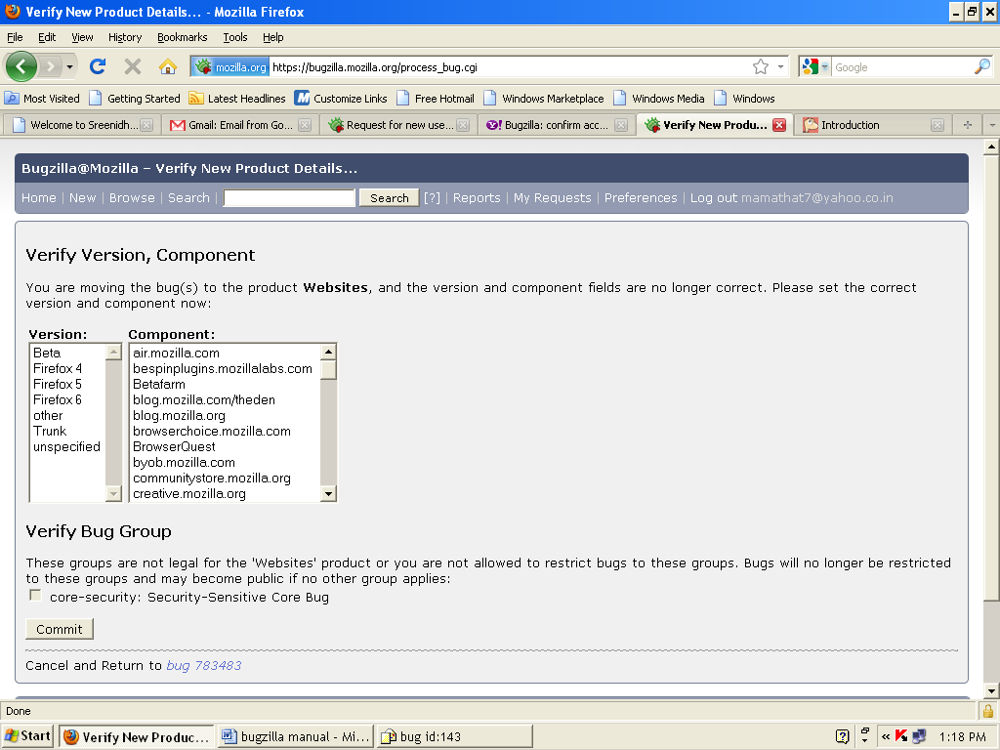 Verify New Product Details... - Mozilla Firefox
File Edit View History Bookmarks Tools Help
mozilla.org https://bugzilla.mozilla.org/process_bug.cgi Google
Most Visited Getting Started Latest Headlines Customize Links Free Hotmail Windows Marketplace Windows Media Windows
Welcome to Sreenidh... Gmail: Email from Go... Request for new use... Bugzilla: confirm acc... Verify New Produ... Introduction
Bugzilla@Mozilla – Verify New Product Details...
Home | New | Browse | Search | Search [?] | Reports | My Requests | Preferences | Log out mamathat7@yahoo.co.in
Verify Version, Component
You are moving the bug(s) to the product Websites, and the version and component fields are no longer correct. Please set the correct
version and component now:
Version: Component:
Beta air.mozilla.com
Firefox 4 bespinplugins.mozillalabs.com
Firefox 5 Betafarm
Firefox 6 blog.mozilla.com/theden
other blog.mozilla.org
Trunk browserchoice.mozilla.com
unspecified BrowserQuest
byob.mozilla.com
communitystore.mozilla.org
creative.mozilla.org
Verify Bug Group
These groups are not legal for the 'Websites' product or you are not allowed to restrict bugs to these groups. Bugs will no longer be restricted
to these groups and may become public if no other group applies:
core-security: Security-Sensitive Core Bug
Commit
Cancel and Return to bug 783483
Done
Start Verify New Produc... bugzilla manual - Mi... bug id:143 1:18 PM